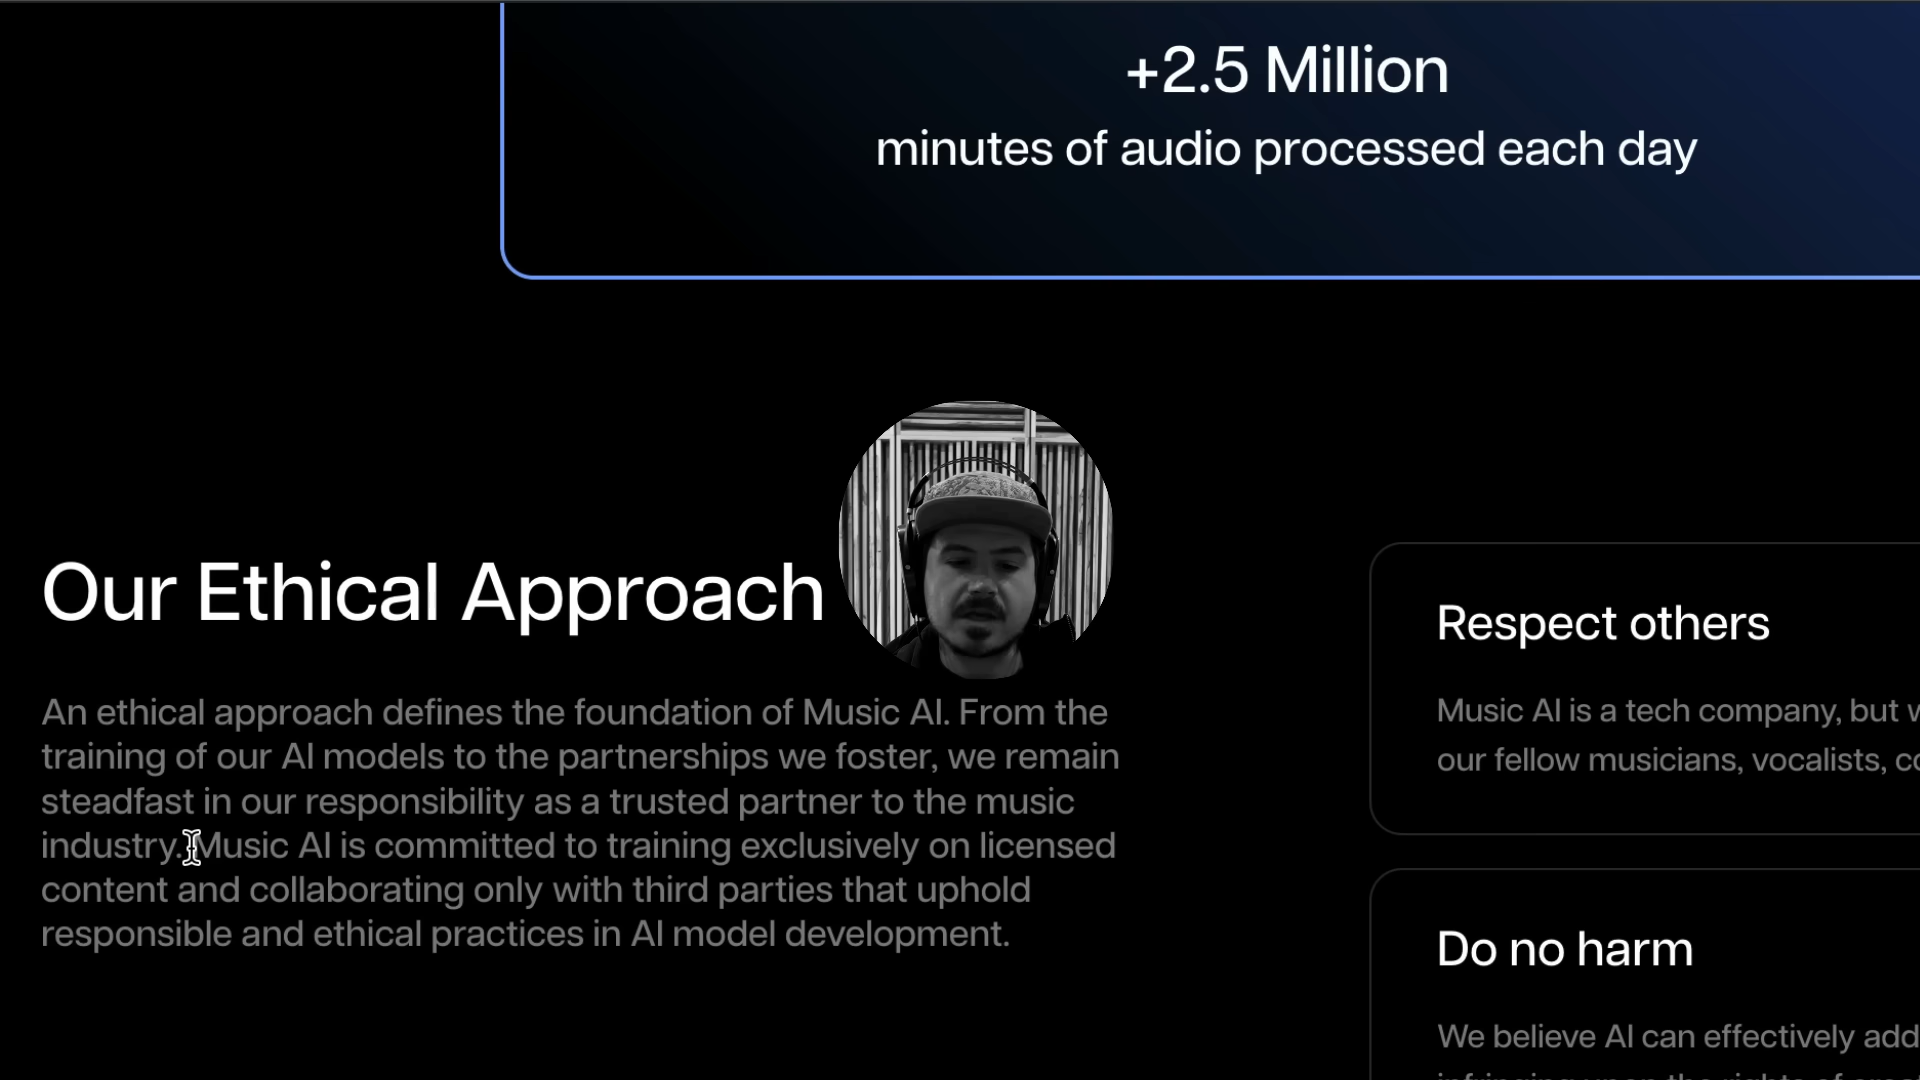 +2.5 Million
minutes of audio processed each day
Our Ethical Approach
An ethical approach defines the foundation of Music AI. From the
training of our AI models to the partnerships we foster, we remain
steadfast in our responsibility as a trusted partner to the music
industry. Music AI is committed to training exclusively on licensed
content and collaborating only with third parties that uphold
responsible and ethical practices in AI model development.
Respect others
Music AI is a tech company, but
our fellow musicians, vocalists,
Do no harm
We believe AI can effectively